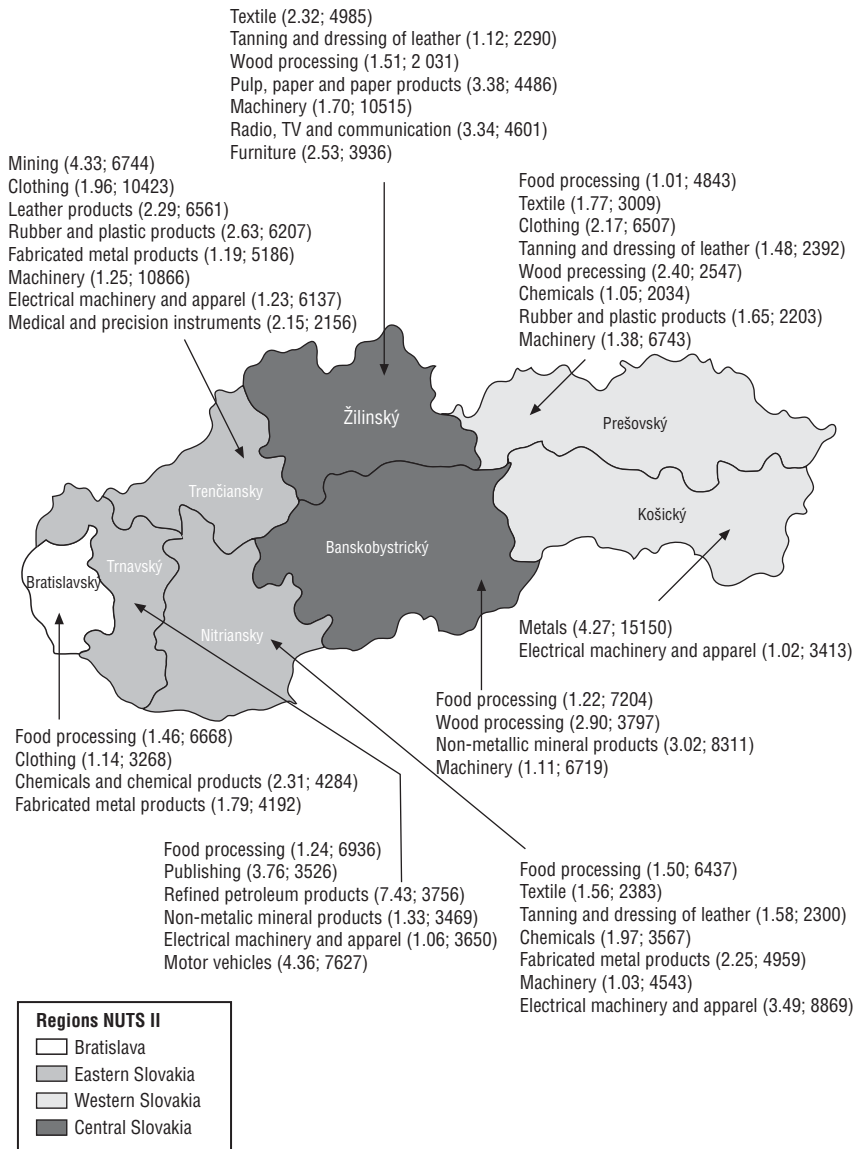 Textile (2.32; 4985)
Tanning and dressing of leather (1.12; 2290)
Wood processing (1.51; 2 031)
Pulp, paper and paper products (3.38; 4486)
Machinery (1.70; 10515)
Radio, TV and communication (3.34; 4601)
Furniture (2.53; 3936)
Mining (4.33; 6744)
Clothing (1.96; 10423)
Leather products (2.29; 6561)
Rubber and plastic products (2.63; 6207)
Fabricated metal products (1.19; 5186)
Machinery (1.25; 10866)
Electrical machinery and apparel (1.23; 6137)
Medical and precision instruments (2.15; 2156)
Food processing (1.01; 4843)
Textile (1.77; 3009)
Clothing (2.17; 6507)
Tanning and dressing of leather (1.48; 2392)
Wood precessing (2.40; 2547)
Chemicals (1.05; 2034)
Rubber and plastic products (1.65; 2203)
Machinery (1.38; 6743)
Žilinský
Prešovský
Trenčiansky
Košický
Banskobystrický
Trnavský
Bratislavský
Nitriansky
Metals (4.27; 15150)
Electrical machinery and apparel (1.02; 3413)
Food processing (1.22; 7204)
Wood processing (2.90; 3797)
Non-metallic mineral products (3.02; 8311)
Machinery (1.11; 6719)
Food processing (1.46; 6668)
Clothing (1.14; 3268)
Chemicals and chemical products (2.31; 4284)
Fabricated metal products (1.79; 4192)
Food processing (1.24; 6936)
Publishing (3.76; 3526)
Refined petroleum products (7.43; 3756)
Non-metalic mineral products (1.33; 3469)
Electrical machinery and apparel (1.06; 3650)
Motor vehicles (4.36; 7627)
Food processing (1.50; 6437)
Textile (1.56; 2383)
Tanning and dressing of leather (1.58; 2300)
Chemicals (1.97; 3567)
Fabricated metal products (2.25; 4959)
Machinery (1.03; 4543)
Electrical machinery and apparel (3.49; 8869)
Regions NUTS II
Bratislava
Eastern Slovakia
Western Slovakia
Central Slovakia